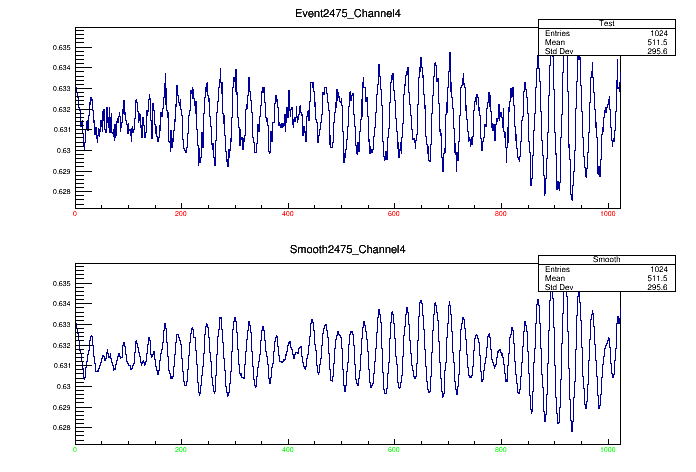 Event2475_Channel4
Test
Entries 1024
Mean 511.5
Std Dev 295.6
0.635
0.634
0.633
0.632
0.631
0.63
0.629
0.628
0 200 400 600 800 1000
Smooth2475_Channel4
Smooth
Entries 1024
Mean 511.5
Std Dev 295.6
0.635
0.634
0.633
0.632
0.631
0.63
0.629
0.628
0 200 400 600 800 1000